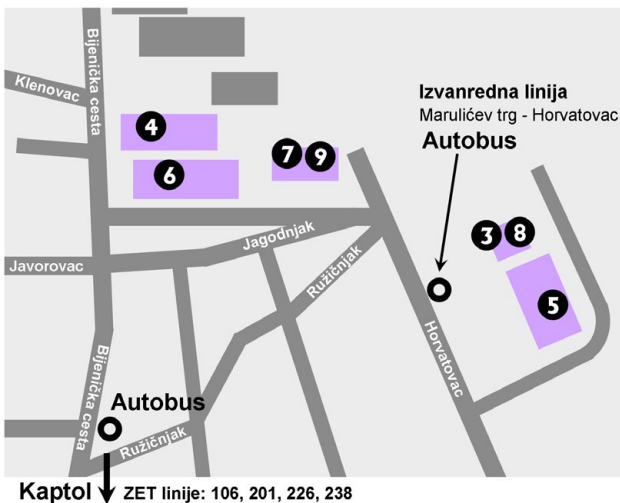 Bijenička cesta
Klenovac
4
6
7 9
Izvanredna linija
Marulićev trg - Horvatovac
Autobus
3 8
5
Jagodnjak
Ružičnjak
Javorovac
Horvatovac
Bijenička cesta
Autobus
Ružičnjak
Kaptol ZET linije: 106, 201, 226, 238